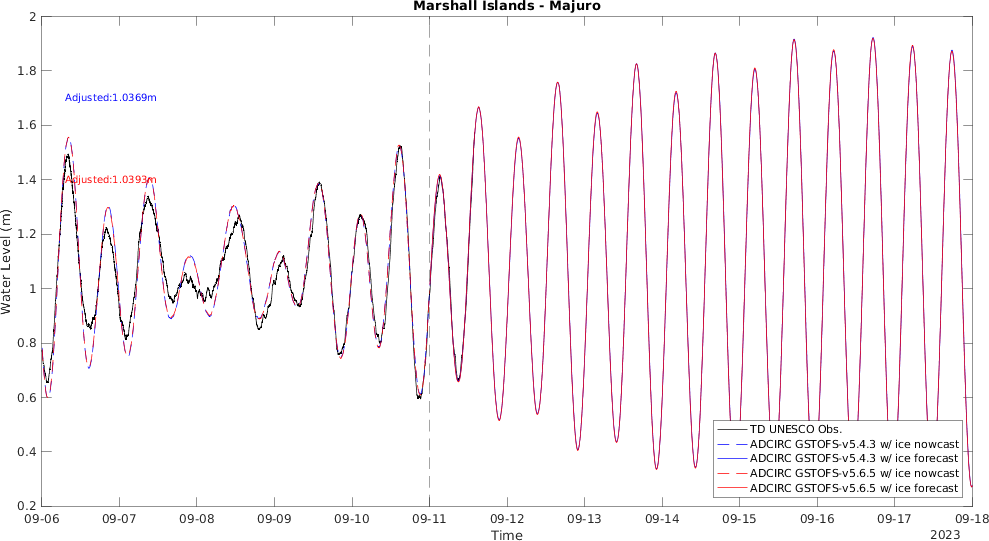 Marshall Islands - Majuro
2
1.8
1.6
1.4
1.2
1
0.8
0.6
0.4
0.2
Water Level (m)
Adjusted:1.0369m
Adjusted:1.0393m
TD UNESCO Obs.
ADCIRC GSTOFS-v5.4.3 w/ ice nowcast
ADCIRC GSTOFS-v5.4.3 w/ ice forecast
ADCIRC GSTOFS-v5.6.5 w/ ice nowcast
ADCIRC GSTOFS-v5.6.5 w/ ice forecast
09-06 09-07 09-08 09-09 09-10 09-11 09-12 09-13 09-14 09-15 09-16 09-17 09-18
Time
2023